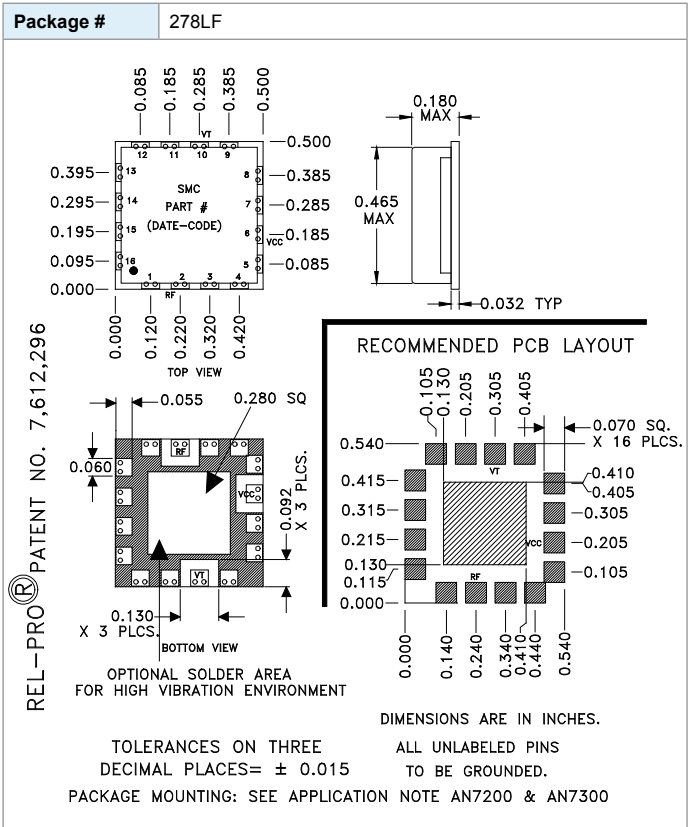 Package # 278LF
0.085 0.185 0.285 0.385 0.500
VT
12 11 10 9
0.500
0.395 13 8 0.385
SMC
0.295 14 PART # 7 0.285
(DATE-CODE)
0.195 15 6 0.185
VCC
0.095 16 5 0.085
1 2 3 4
0.000
RF
0.000 0.120 0.220 0.320 0.420
TOP VIEW
0.180
MAX
0.465
MAX
0.032 TYP
REL-PRO® PATENT NO. 7,612,296
0.055 0.280 SQ
RF
0.060
VCC
0.092
X 3 PLCS.
VT
0.130
X 3 PLCS.
BOTTOM VIEW
OPTIONAL SOLDER AREA
FOR HIGH VIBRATION ENVIRONMENT
RECOMMENDED PCB LAYOUT
0.105 0.130 0.205 0.305 0.405
0.070 SQ.
X 16 PLCS.
0.540
VT
0.415 0.410
0.405
0.315 0.305
0.215 VCC 0.205
0.130
0.115 0.105
RF
0.000
0.000 0.140 0.240 0.340 0.410 0.440 0.540
DIMENSIONS ARE IN INCHES.
TOLERANCES ON THREE
DECIMAL PLACES= ± 0.015
ALL UNLABELED PINS
TO BE GROUNDED.
PACKAGE MOUNTING: SEE APPLICATION NOTE AN7200 & AN7300